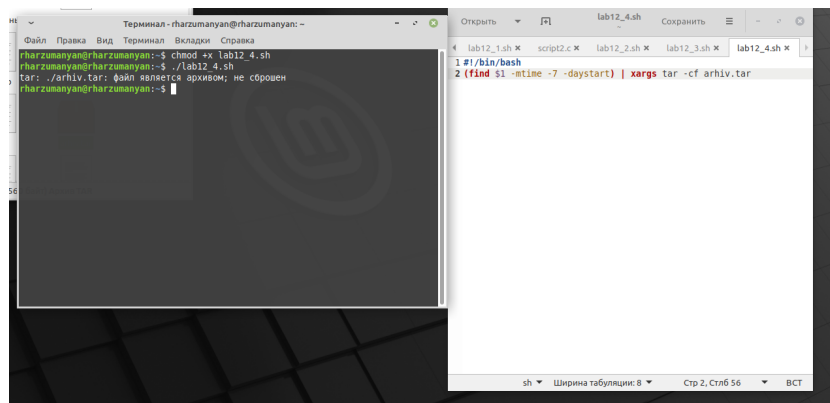 Терминал - rharzumanyan@rharzumanyan: ~
Файл Правка Вид Терминал Вкладки Справка
rharzumanyan@rharzumanyan:~$ chmod +x lab12_4.sh
rharzumanyan@rharzumanyan:~$ ./lab12_4.sh
tar: ./arhiv.tar: файл является архивом; не сброшен
rharzumanyan@rharzumanyan:~$
Открыть lab12_4.sh Сохранить
~
lab12_1.sh × script2.c × lab12_2.sh × lab12_3.sh × lab12_4.sh ×
1 #!/bin/bash
2 (find $1 -mtime -7 -daystart) | xargs tar -cf arhiv.tar
sh Ширина табуляции: 8 Стр 2, Стлб 56 ВСТ